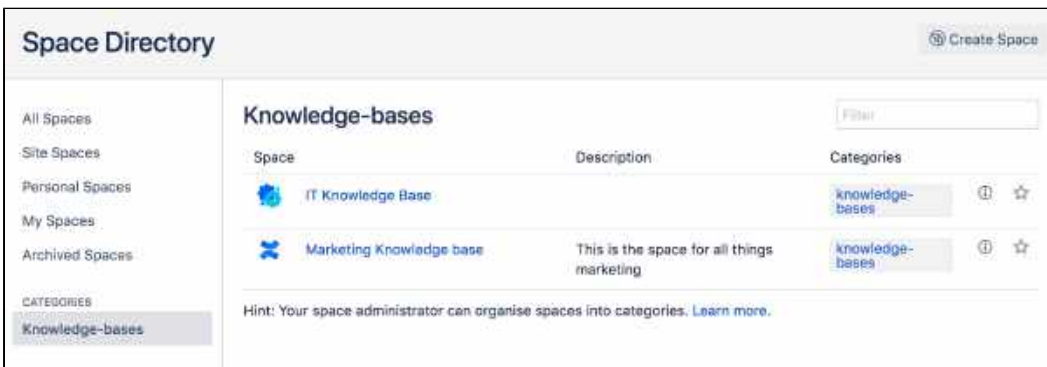 Space Directory
Create Space
All Spaces
Site Spaces
Personal Spaces
My Spaces
Archived Spaces
CATEGORIES
Knowledge-bases
Knowledge-bases
Filter
Space Description Categories
IT Knowledge Base knowledge-
bases
Marketing Knowledge base This is the space for all things knowledge-
marketing bases
Hint: Your space administrator can organise spaces into categories. Learn more.